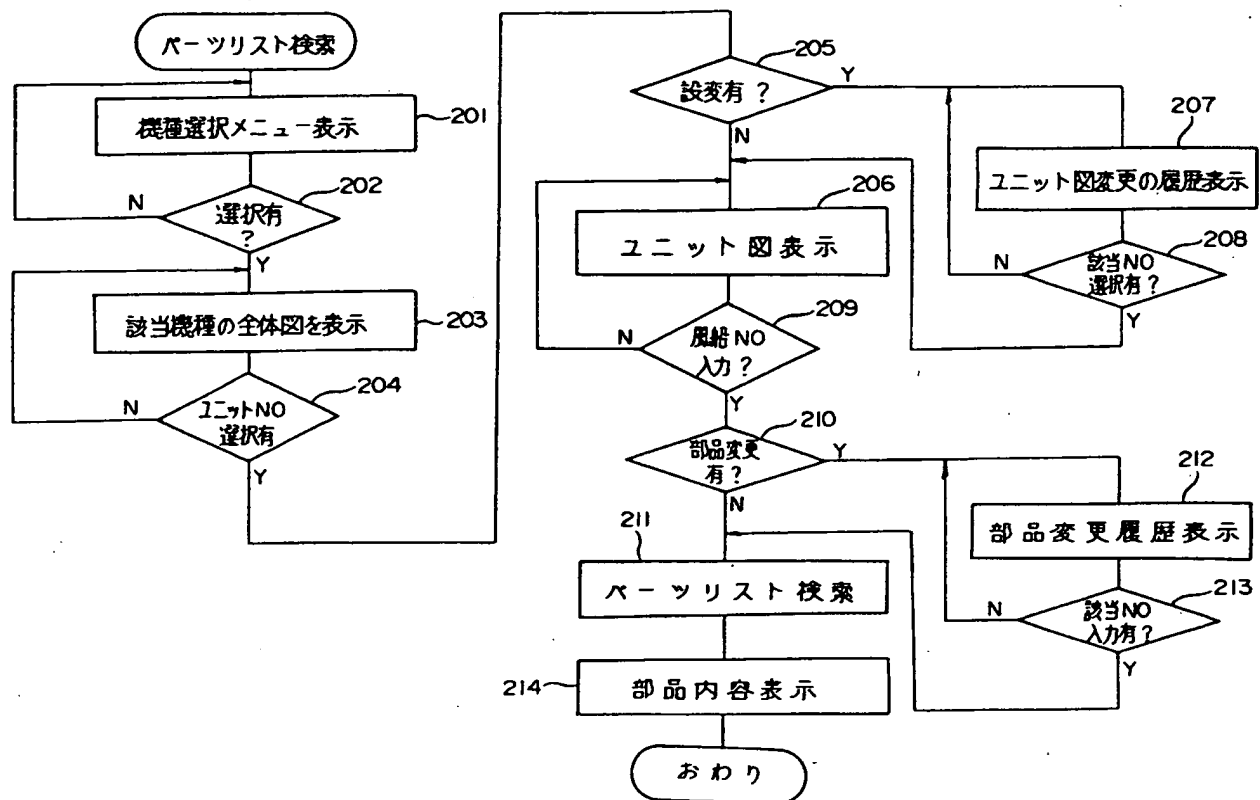 パーツリスト検索
機種選択メニュー表示
201
選択有
?
202
N
Y
該当機種の全体図を表示
203
ユニットNO
選択有
204
N
Y
設変有?
205
Y
N
ユニット図変更の履歴表示
207
該当NO
選択有?
208
N
Y
ユニット図表示
206
風船NO
入力?
209
N
Y
部品変更
有?
210
Y
N
部品変更履歴表示
212
該当NO
入力有?
213
N
Y
211
パーツリスト検索
214
部品内容表示
おわり